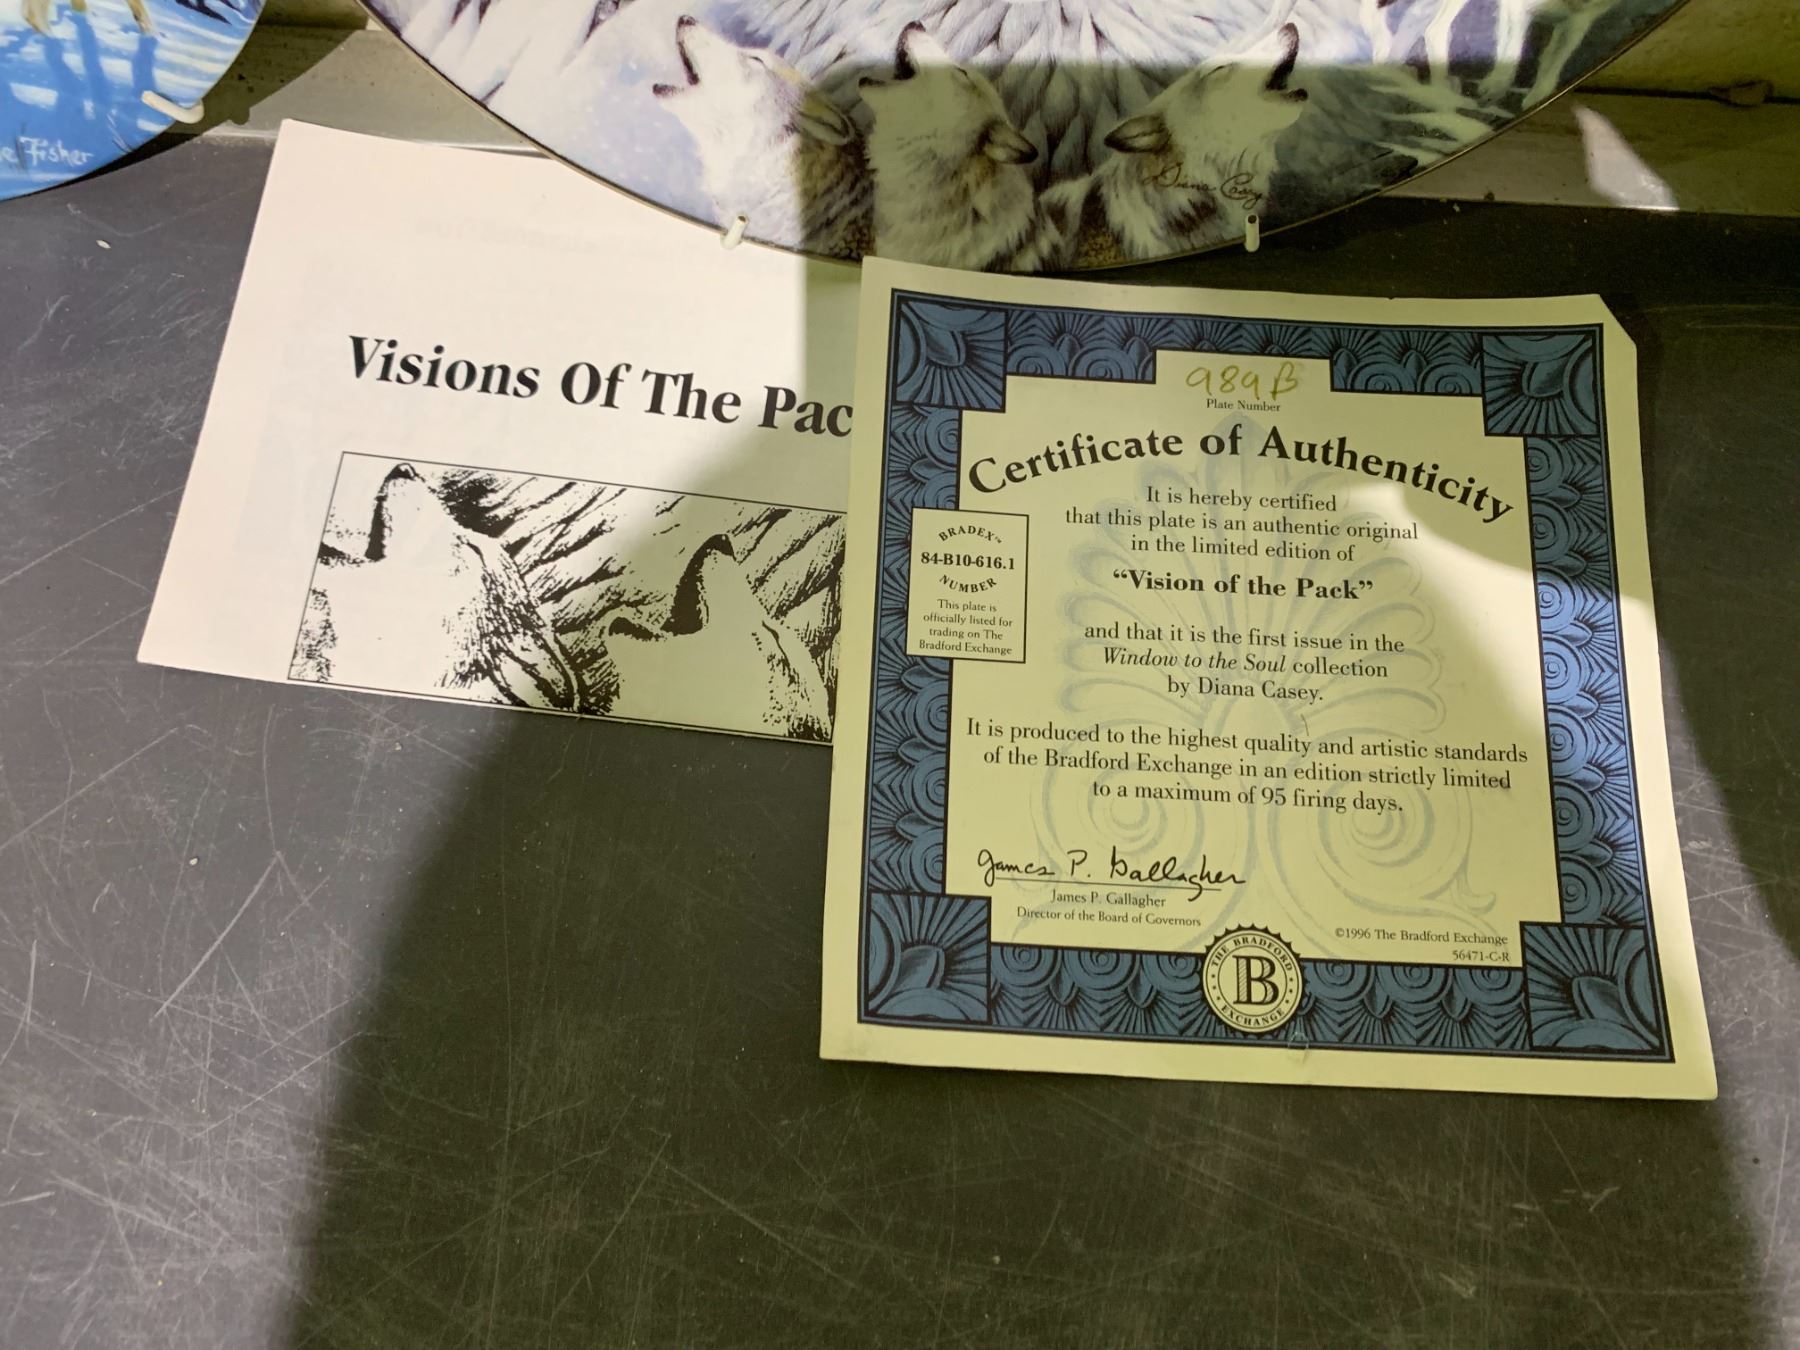 Fisher
Diana Casey
Visions Of The Pac
989B
Plate Number
Certificate of Authenticity
It is hereby certified
that this plate is an authentic original
in the limited edition of
“Vision of the Pack”
and that it is the first issue in the
Window to the Soul collection
by Diana Casey.
BRADEX™
84-B10-616.1
NUMBER
This plate is
officially listed for
trading on The
Bradford Exchange
It is produced to the highest quality and artistic standards
of the Bradford Exchange in an edition strictly limited
to a maximum of 95 firing days.
James P. Gallagher
James P. Gallagher
Director of the Board of Governors
©1996 The Bradford Exchange
56471-C-R
THE BRADFORD
B
EXCHANGE